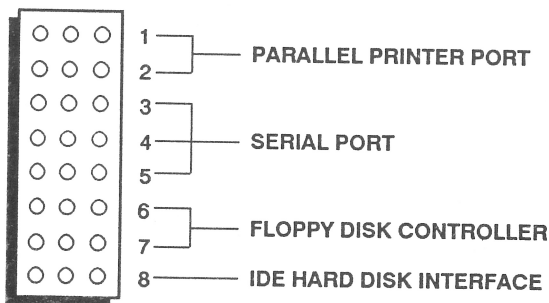 1
2
PARALLEL PRINTER PORT
3
4
5
SERIAL PORT
6
7
FLOPPY DISK CONTROLLER
8
IDE HARD DISK INTERFACE